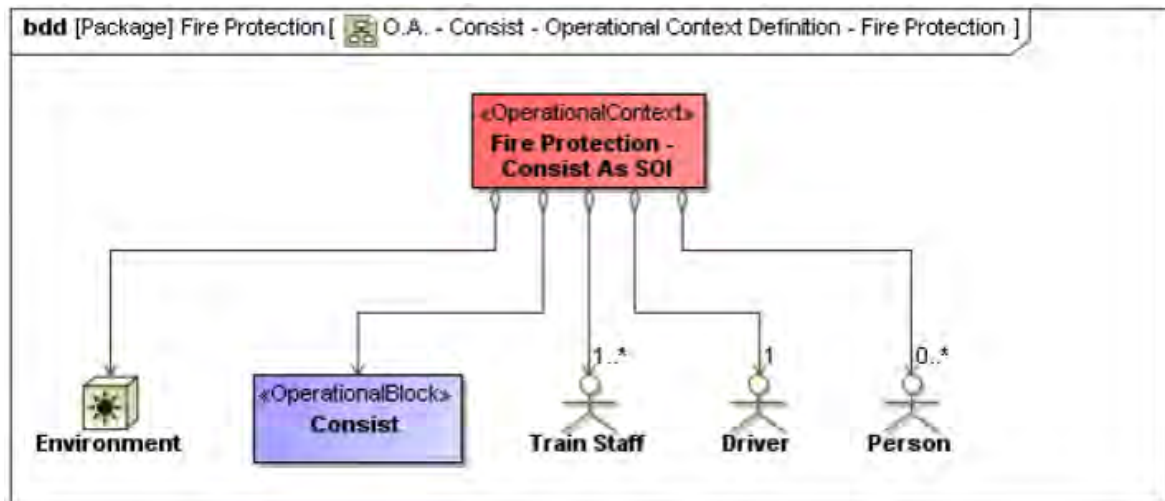 bdd [Package] Fire Protection [ O.A. - Consist - Operational Context Definition - Fire Protection ]
«OperationalContext»
Fire Protection -
Consist As SOI
1..*
1
0..*
«OperationalBlock»
Consist
Environment
Train Staff
Driver
Person